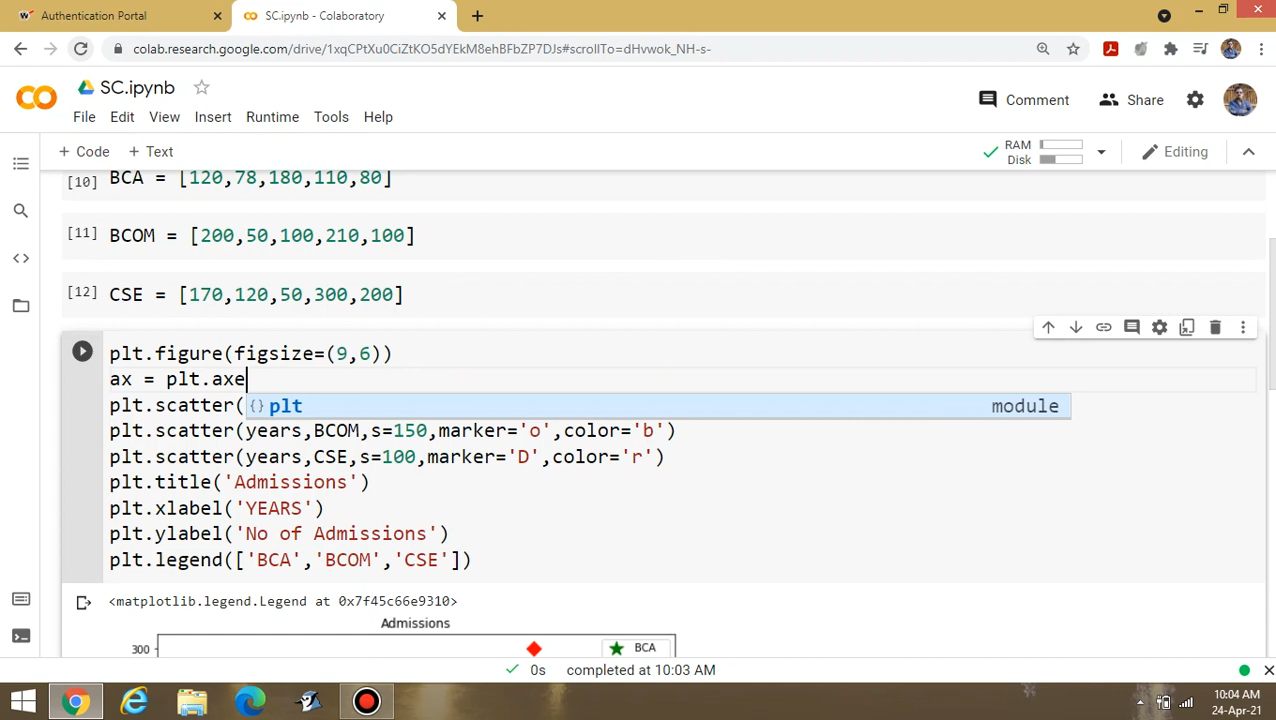 Authentication Portal
SC.ipynb - Colaboratory
colab.research.google.com/drive/1xqCPtXu0CiZtKO5dYEkM8ehBFbZP7DJs#scrollTo=dHvwok_NH-s-
SC.ipynb
Comment
Share
File Edit View Insert Runtime Tools Help
+ Code + Text
RAM
Disk
Editing
[10] BCA = [120,78,180,110,80]
[11] BCOM = [200,50,100,210,100]
[12] CSE = [170,120,50,300,200]
plt.figure(figsize=(9,6))
ax = plt.axe
plt.scatter(
{} plt module
plt.scatter(years,BCOM,s=150,marker='o',color='b')
plt.scatter(years,CSE,s=100,marker='D',color='r')
plt.title('Admissions')
plt.xlabel('YEARS')
plt.ylabel('No of Admissions')
plt.legend(['BCA','BCOM','CSE'])
<matplotlib.legend.Legend at 0x7f45c66e9310>
Admissions
300
BCA
0s completed at 10:03 AM
10:04 AM
24-Apr-21